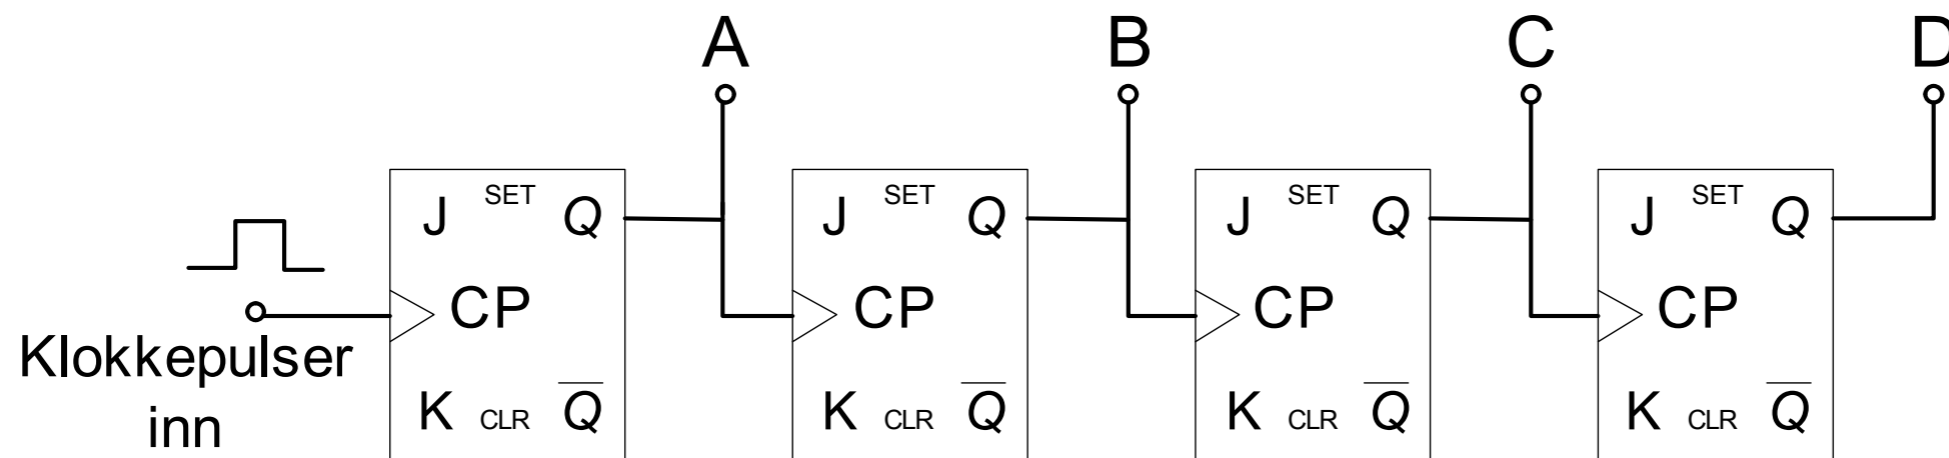 A B C D
J SET Q J SET Q J SET Q J SET Q
CP CP CP CP
Klokkepulser
inn
K CLR Q̅ K CLR Q̅ K CLR Q̅ K CLR Q̅